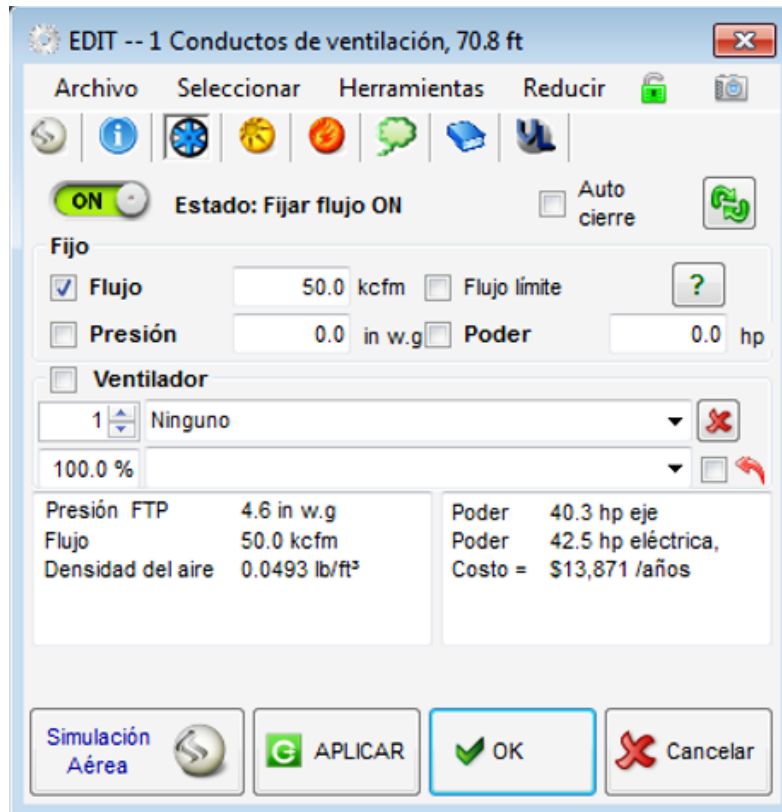 EDIT -- 1 Conductos de ventilación, 70.8 ft
Archivo Seleccionar Herramientas Reducir
ON Estado: Fijar flujo ON Auto cierre
Fijo
Flujo 50.0 kcfm Flujo límite ?
Presión 0.0 in w.g Poder 0.0 hp
Ventilador
1 Ninguno
100.0 %
Presión FTP 4.6 in w.g
Flujo 50.0 kcfm
Densidad del aire 0.0493 lb/ft³
Poder 40.3 hp eje
Poder 42.5 hp eléctrica,
Costo = $13,871 /años
Simulación Aérea
APLICAR
OK
Cancelar